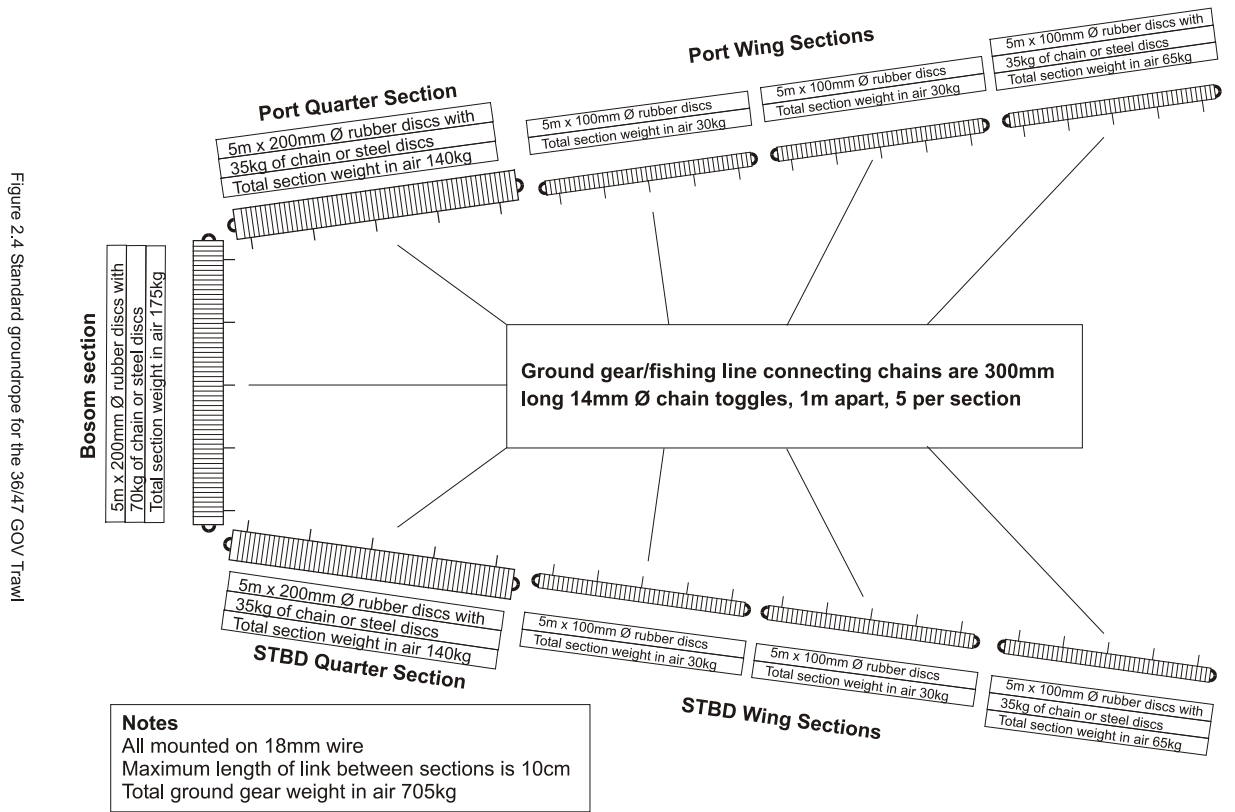 Port Wing Sections
5m x 100mm Ø rubber discs with
35kg of chain or steel discs
Total section weight in air 65kg
5m x 100mm Ø rubber discs
Total section weight in air 30kg
5m x 100mm Ø rubber discs
Total section weight in air 30kg
Port Quarter Section
5m x 200mm Ø rubber discs with
35kg of chain or steel discs
Total section weight in air 140kg
Bosom section
5m x 200mm Ø rubber discs with
70kg of chain or steel discs
Total section weight in air 175kg
Ground gear/fishing line connecting chains are 300mm
long 14mm Ø chain toggles, 1m apart, 5 per section
5m x 200mm Ø rubber discs with
35kg of chain or steel discs
Total section weight in air 140kg
STBD Quarter Section
5m x 100mm Ø rubber discs
Total section weight in air 30kg
5m x 100mm Ø rubber discs
Total section weight in air 30kg
5m x 100mm Ø rubber discs with
35kg of chain or steel discs
Total section weight in air 65kg
STBD Wing Sections
Notes
All mounted on 18mm wire
Maximum length of link between sections is 10cm
Total ground gear weight in air 705kg
Figure 2.4 Standard groundrope for the 36/47 GOV Trawl